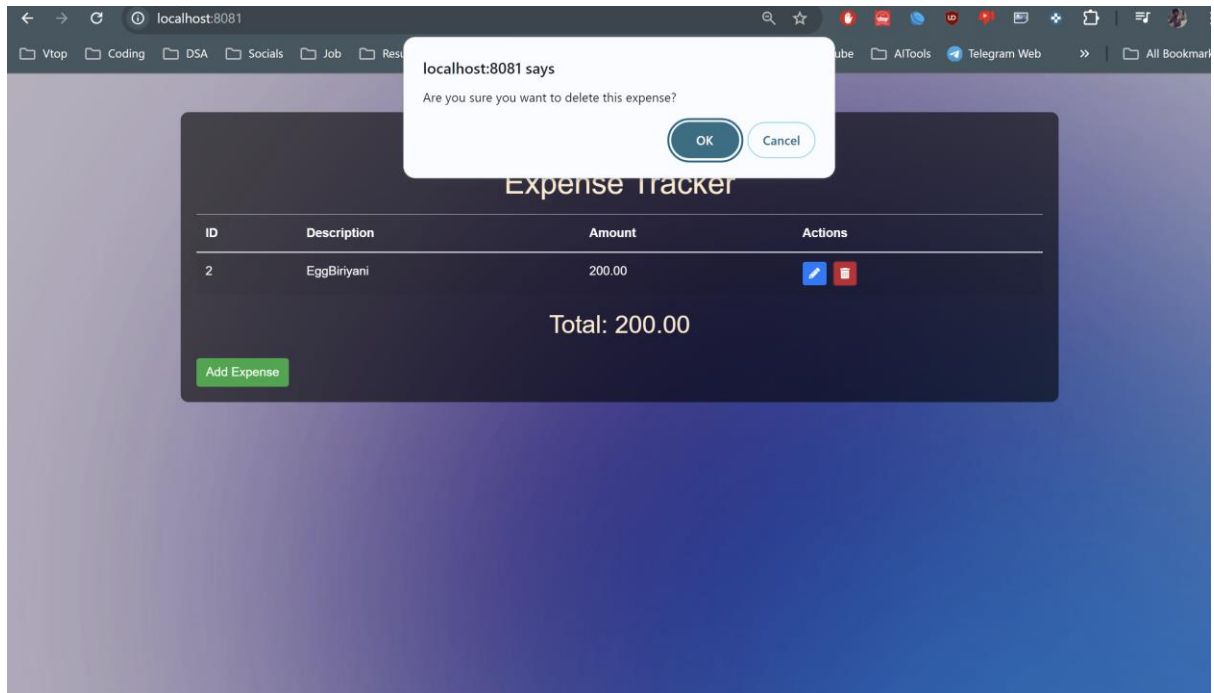 localhost:8081
Vtop Coding DSA Socials Job AITools Telegram Web » All
localhost:8081 says
Are you sure you want to delete this expense?
OK Cancel
Expense Tracker
ID Description Amount Actions
2 EggBiriyani 200.00
Total: 200.00
Add Expense